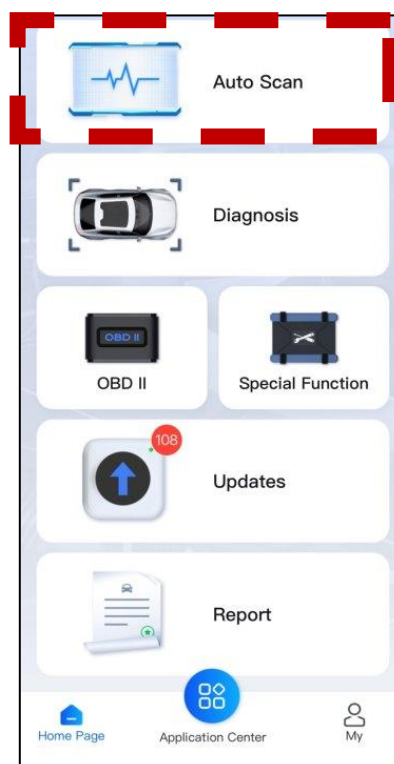 Auto Scan
Diagnosis
OBD II
OBD II
Special Function
108
Updates
Report
Home Page
Application Center
My